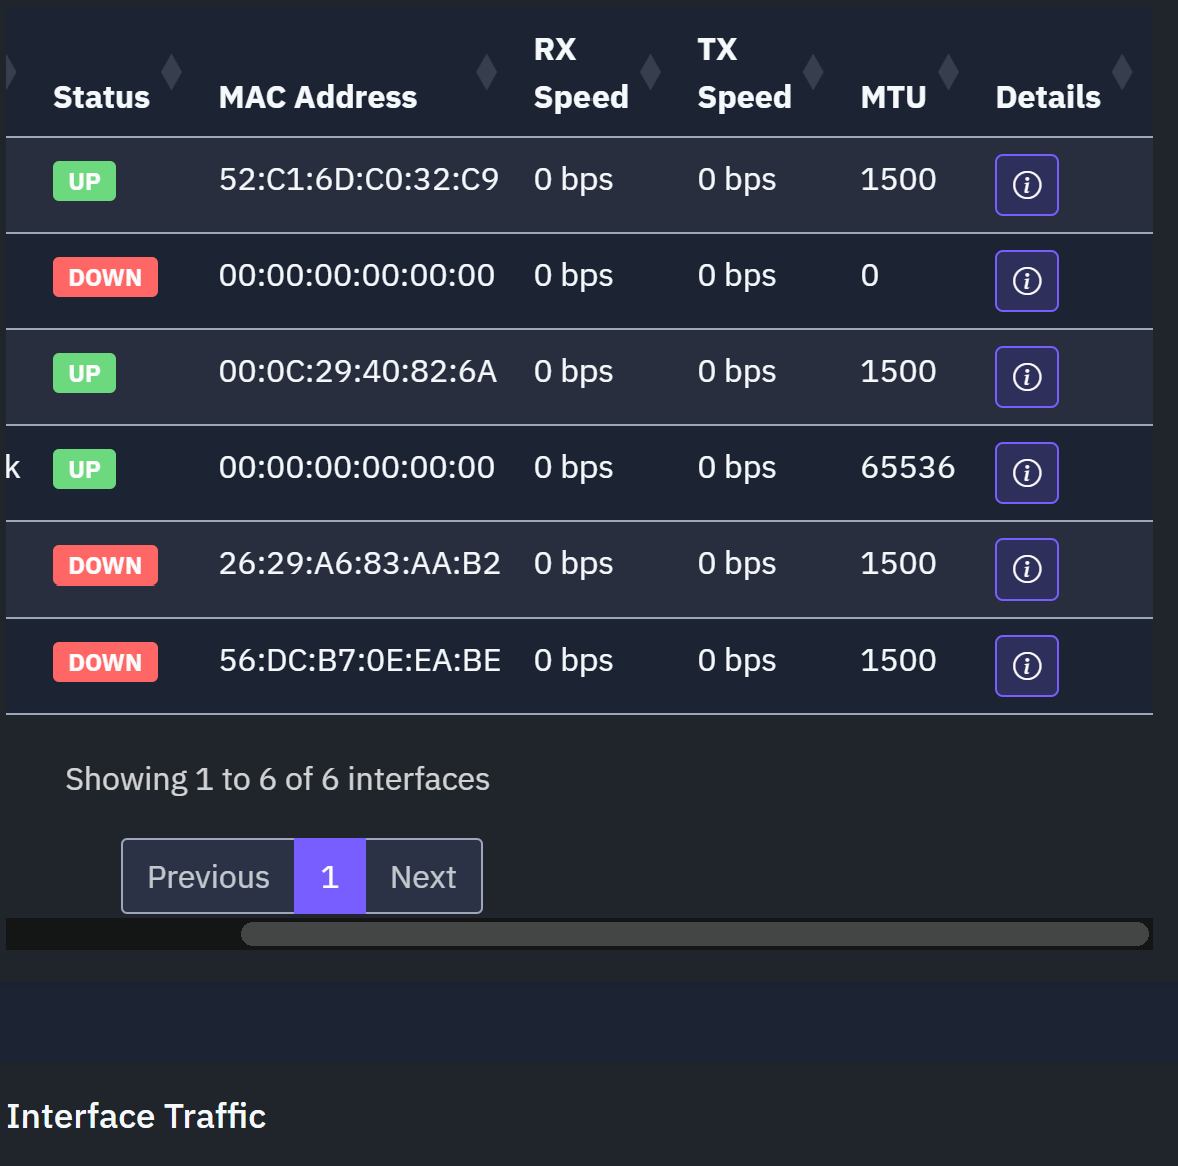 Status MAC Address RX Speed TX Speed MTU Details
UP 52:C1:6D:C0:32:C9 0 bps 0 bps 1500
DOWN 00:00:00:00:00:00 0 bps 0 bps 0
UP 00:0C:29:40:82:6A 0 bps 0 bps 1500
k UP 00:00:00:00:00:00 0 bps 0 bps 65536
DOWN 26:29:A6:83:AA:B2 0 bps 0 bps 1500
DOWN 56:DC:B7:0E:EA:BE 0 bps 0 bps 1500
Showing 1 to 6 of 6 interfaces
Previous 1 Next
Interface Traffic